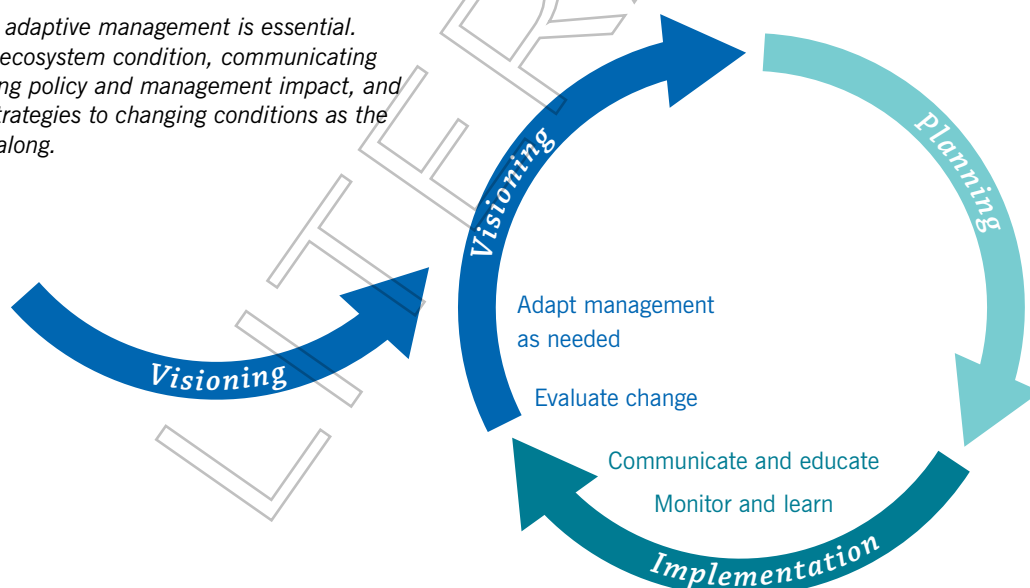 adaptive management is essential.
ecosystem condition, communicating
ng policy and management impact, and
trategies to changing conditions as the
along.
Visioning
Visioning
Planning
Adapt management
as needed
Evaluate change
Communicate and educate
Monitor and learn
Implementation
LITER